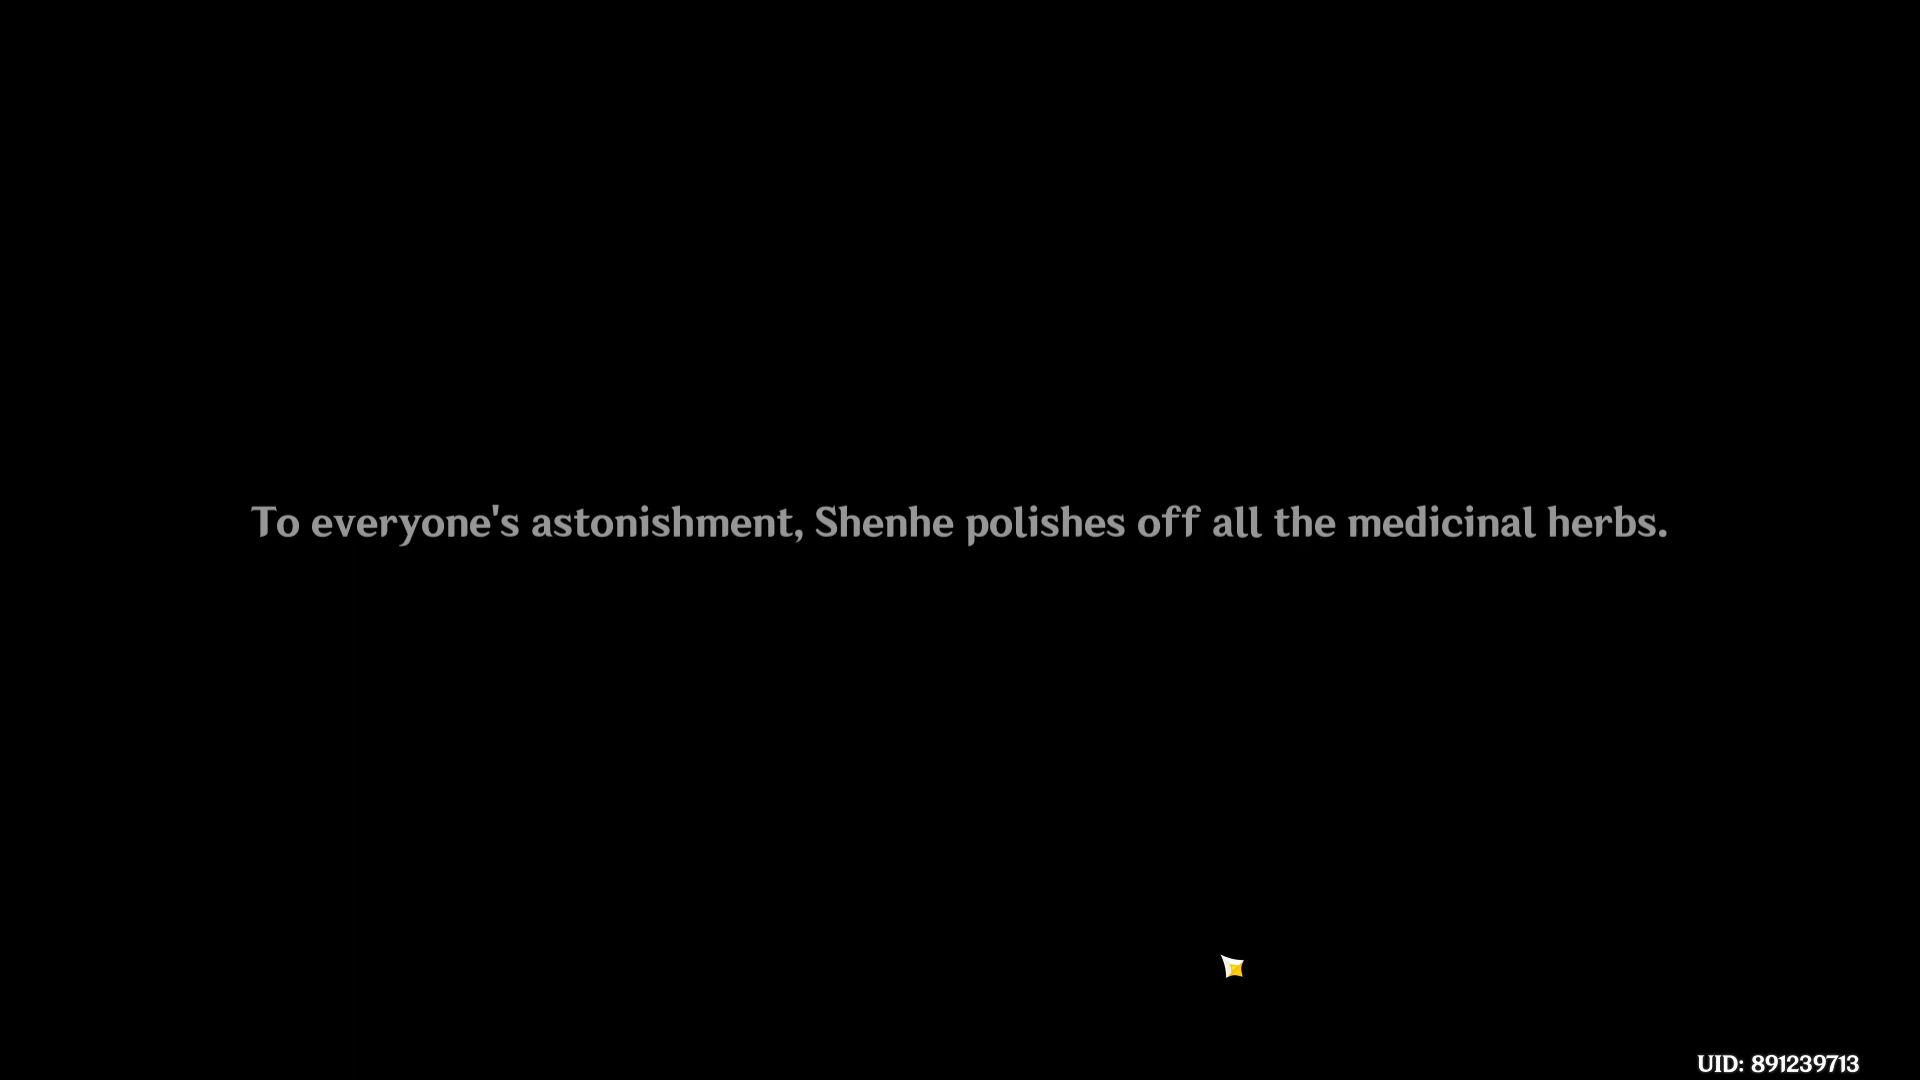 To everyone's astonishment, Shenhe polishes off all the medicinal herbs.
UID: 891239713